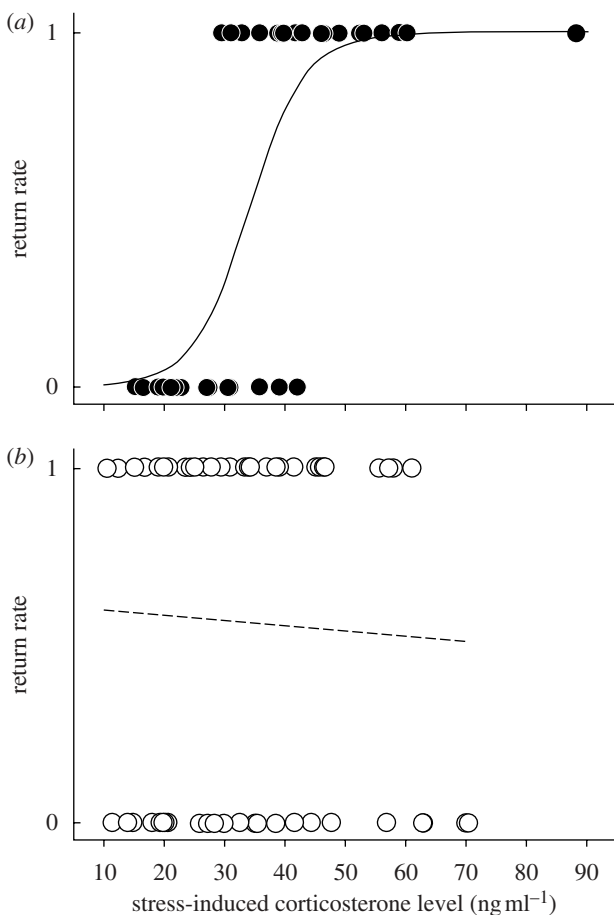 (a)
1
return rate
0
(b)
1
return rate
0
10 20 30 40 50 60 70 80 90
stress-induced corticosterone level (ng ml⁻¹)